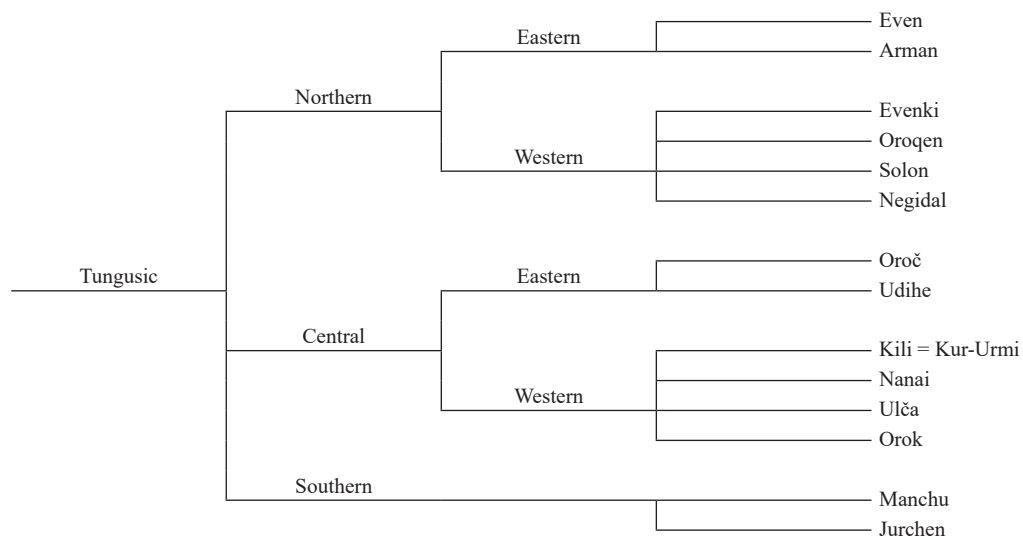 Even
Eastern
Arman
Northern
Evenki
Oroqen
Western
Solon
Negidal
Oroč
Tungusic
Eastern
Udihe
Central
Kili = Kur-Urmi
Nanai
Western
Ulča
Orok
Southern
Manchu
Jurchen